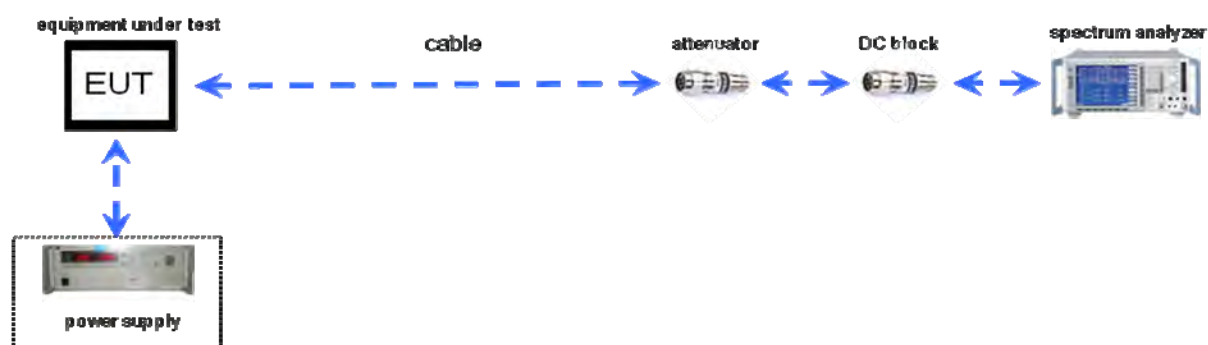 equipment under test
EUT
cable
attenuator
DC block
spectrum analyzer
power supply